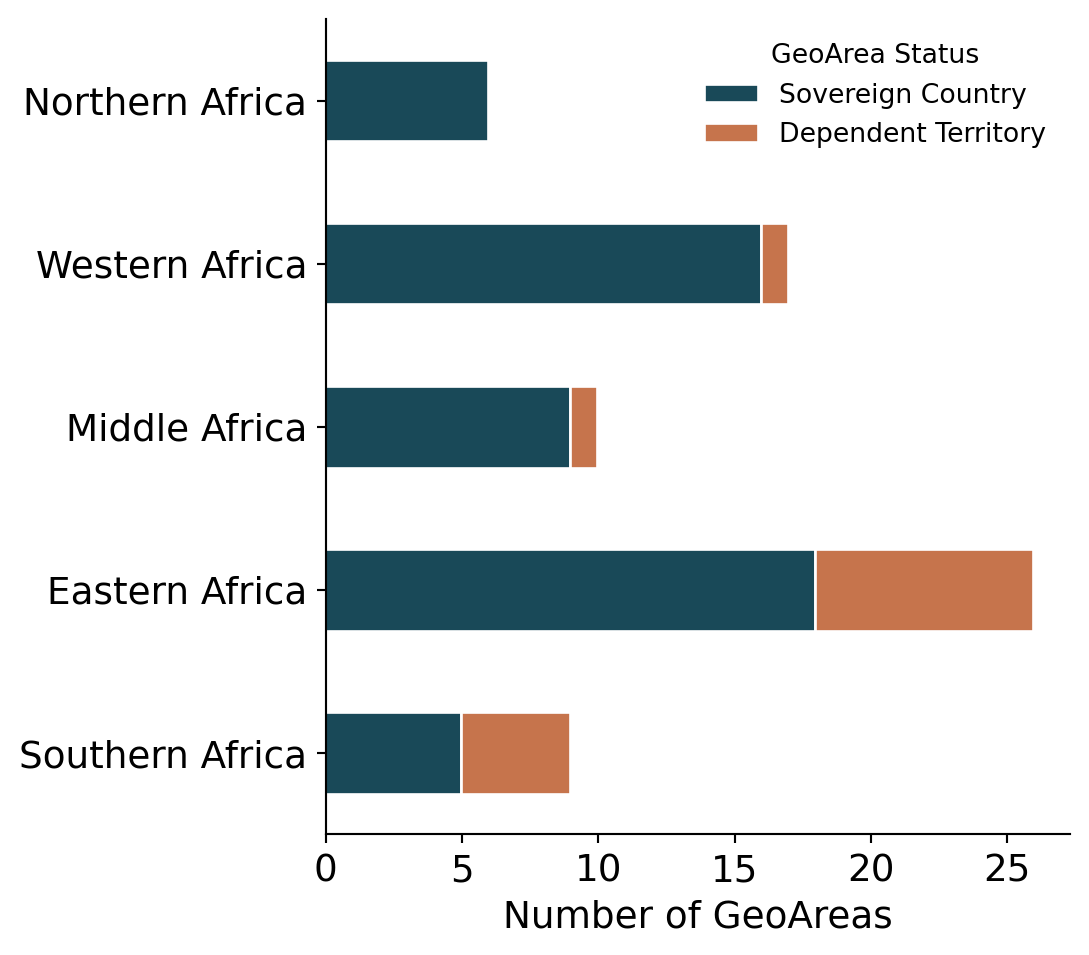 GeoArea Status
Sovereign Country
Dependent Territory
Northern Africa
Western Africa
Middle Africa
Eastern Africa
Southern Africa
0 5 10 15 20 25
Number of GeoAreas